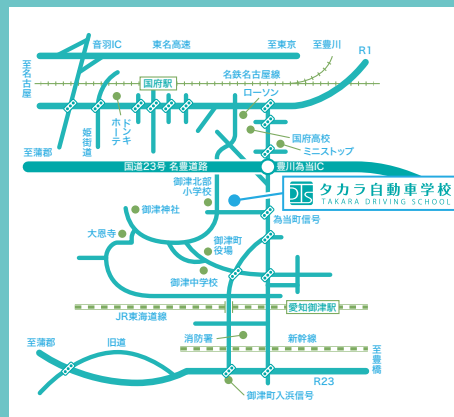 音羽IC
東名高速
至東京
至豊川
R1
至名古屋
国府駅
名鉄名古屋線
ローソン
ドンキ
ホーテ
姫街道
国府高校
ミニストップ
至蒲郡
国道23号 名豊道路
豊川為当IC
御津北部
小学校
タカラ自動車学校
TAKARA DRIVING SCHOOL
御津神社
為当町信号
大恩寺
御津町
役場
御津中学校
愛知御津駅
JR東海道線
至蒲郡
旧道
消防署
新幹線
至豊橋
R23
御津町入浜信号